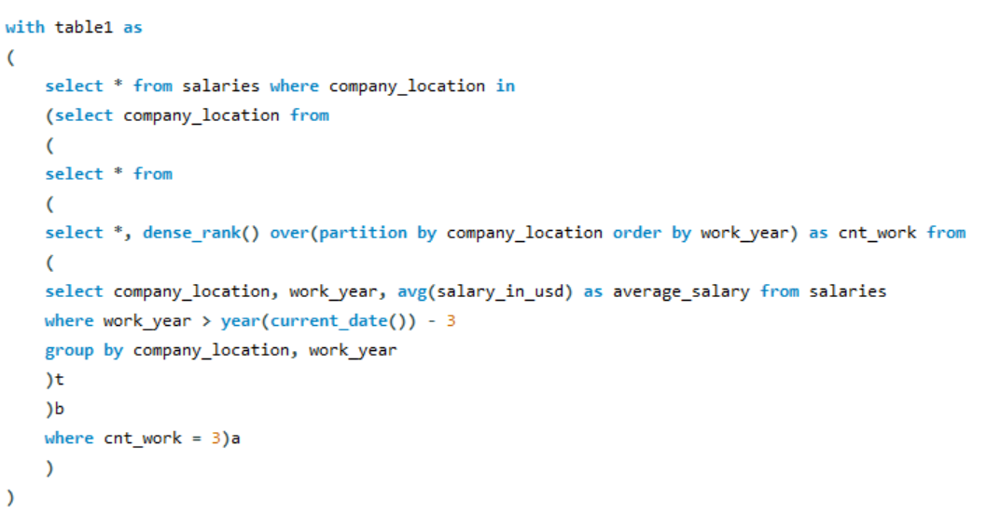 with table1 as
(
select * from salaries where company_location in
(select company_location from
(
select * from
(
select *, dense_rank() over(partition by company_location order by work_year) as cnt_work from
(
select company_location, work_year, avg(salary_in_usd) as average_salary from salaries
where work_year > year(current_date()) - 3
group by company_location, work_year
)t
)b
where cnt_work = 3)a
)
)